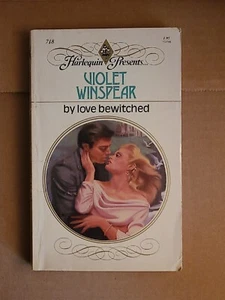 718
Harlequin Presents...
VIOLET
WINSPEAR
by love bewitched